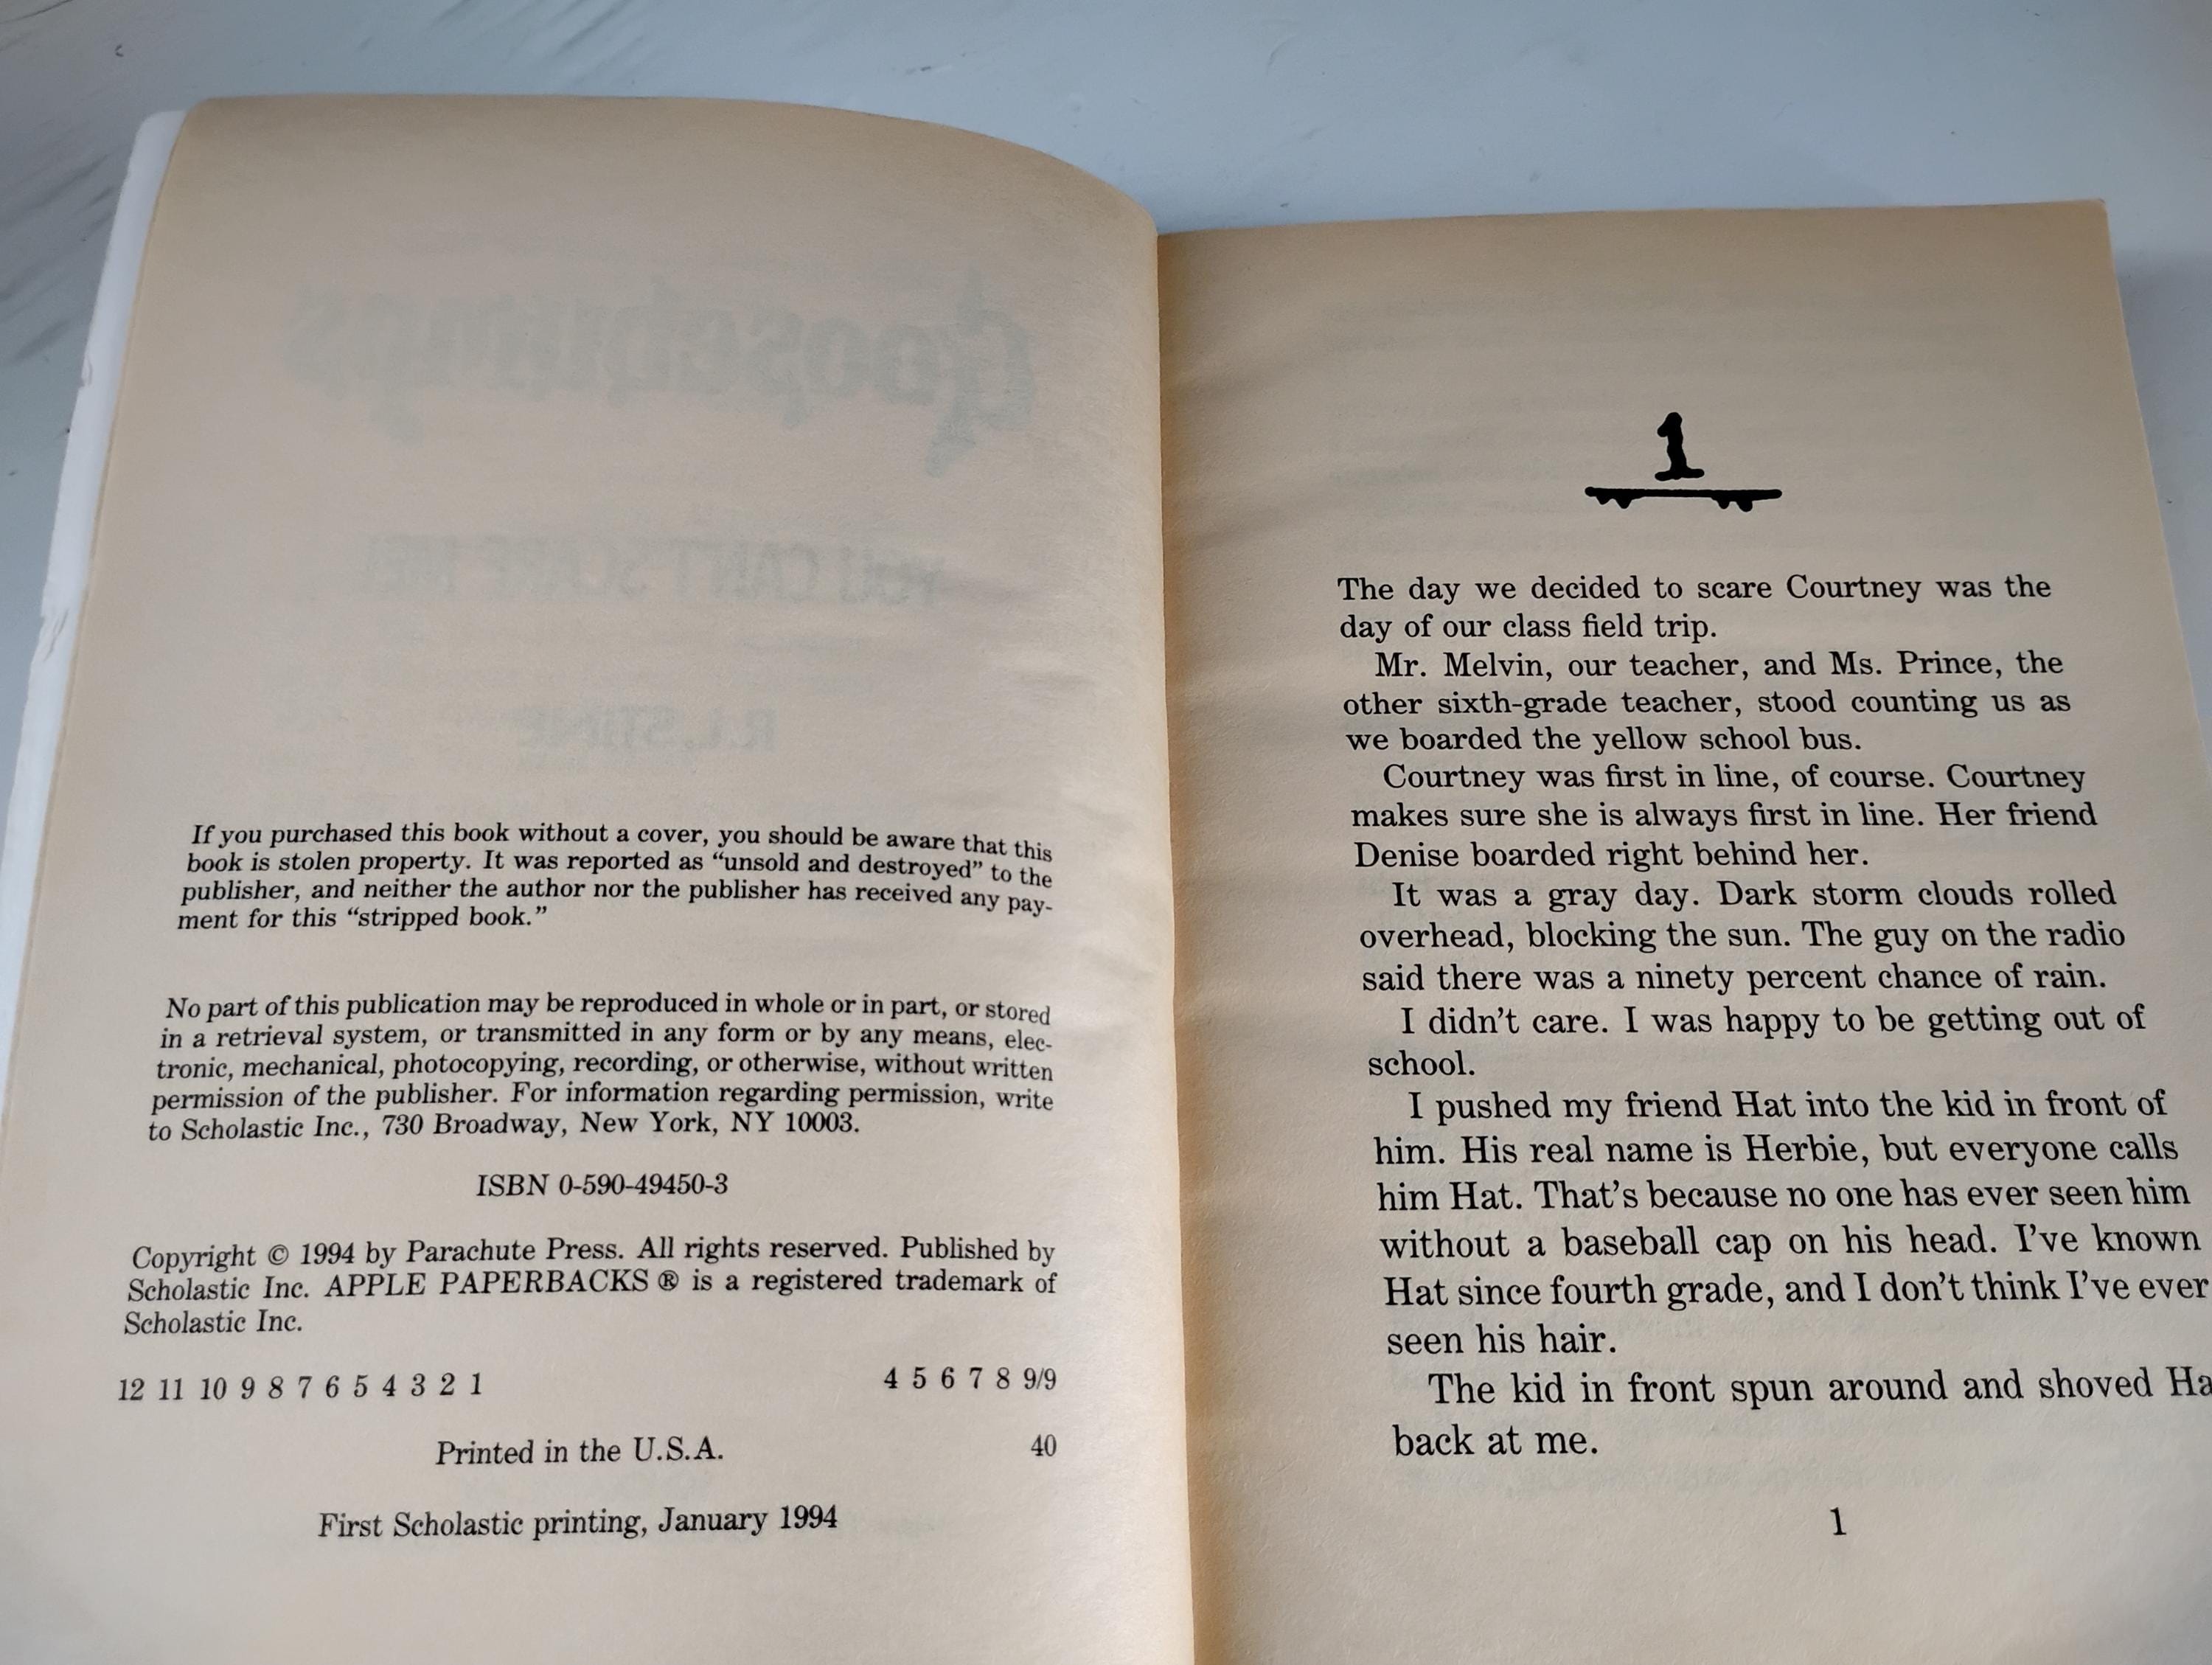 If you purchased this book without a cover, you should be aware that this
book is stolen property. It was reported as “unsold and destroyed” to the
publisher, and neither the author nor the publisher has received any pay-
ment for this “stripped book.”
No part of this publication may be reproduced in whole or in part, or stored
in a retrieval system, or transmitted in any form or by any means, elec-
tronic, mechanical, photocopying, recording, or otherwise, without written
permission of the publisher. For information regarding permission, write
to Scholastic Inc., 730 Broadway, New York, NY 10003.
ISBN 0-590-49450-3
Copyright © 1994 by Parachute Press. All rights reserved. Published by
Scholastic Inc. APPLE PAPERBACKS ® is a registered trademark of
Scholastic Inc.
12 11 10 9 8 7 6 5 4 3 2 1 4 5 6 7 8 9/9
Printed in the U.S.A. 40
First Scholastic printing, January 1994
1
The day we decided to scare Courtney was the
day of our class field trip.
Mr. Melvin, our teacher, and Ms. Prince, the
other sixth-grade teacher, stood counting us as
we boarded the yellow school bus.
Courtney was first in line, of course. Courtney
makes sure she is always first in line. Her friend
Denise boarded right behind her.
It was a gray day. Dark storm clouds rolled
overhead, blocking the sun. The guy on the radio
said there was a ninety percent chance of rain.
I didn’t care. I was happy to be getting out of
school.
I pushed my friend Hat into the kid in front of
him. His real name is Herbie, but everyone calls
him Hat. That’s because no one has ever seen him
without a baseball cap on his head. I’ve known
Hat since fourth grade, and I don’t think I’ve ever
seen his hair.
The kid in front spun around and shoved Ha
back at me.
1